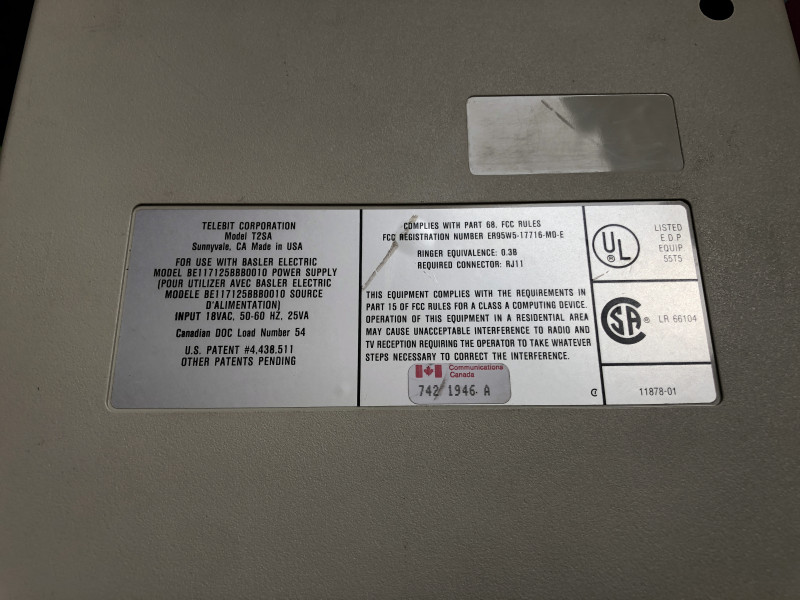 TELEBIT CORPORATION
Model T2SA
Sunnyvale, CA Made in USA
FOR USE WITH BASLER ELECTRIC
MODEL BE117125BBB0010 POWER SUPPLY
(POUR UTILIZER AVEC BASLER ELECTRIC
MODELE BE117125BBB0010 SOURCE
D'ALIMENTATION)
INPUT 18VAC, 50-60 HZ, 25VA
Canadian DOC Load Number 54
U.S. PATENT #4,438,511
OTHER PATENTS PENDING
COMPLIES WITH PART 68, FCC RULES
FCC REGISTRATION NUMBER ER95W5-17716-MD-E
RINGER EQUIVALENCE: 0.3B
REQUIRED CONNECTOR: RJ11
THIS EQUIPMENT COMPLIES WITH THE REQUIREMENTS IN
PART 15 OF FCC RULES FOR A CLASS A COMPUTING DEVICE.
OPERATION OF THIS EQUIPMENT IN A RESIDENTIAL AREA
MAY CAUSE UNACCEPTABLE INTERFERENCE TO RADIO AND
TV RECEPTION REQUIRING THE OPERATOR TO TAKE WHATEVER
STEPS NECESSARY TO CORRECT THE INTERFERENCE.
Communications
Canada
742 1946 A
UL
®
LISTED
E.D.P.
EQUIP
55T5
SA ® LR 66104
11878-01